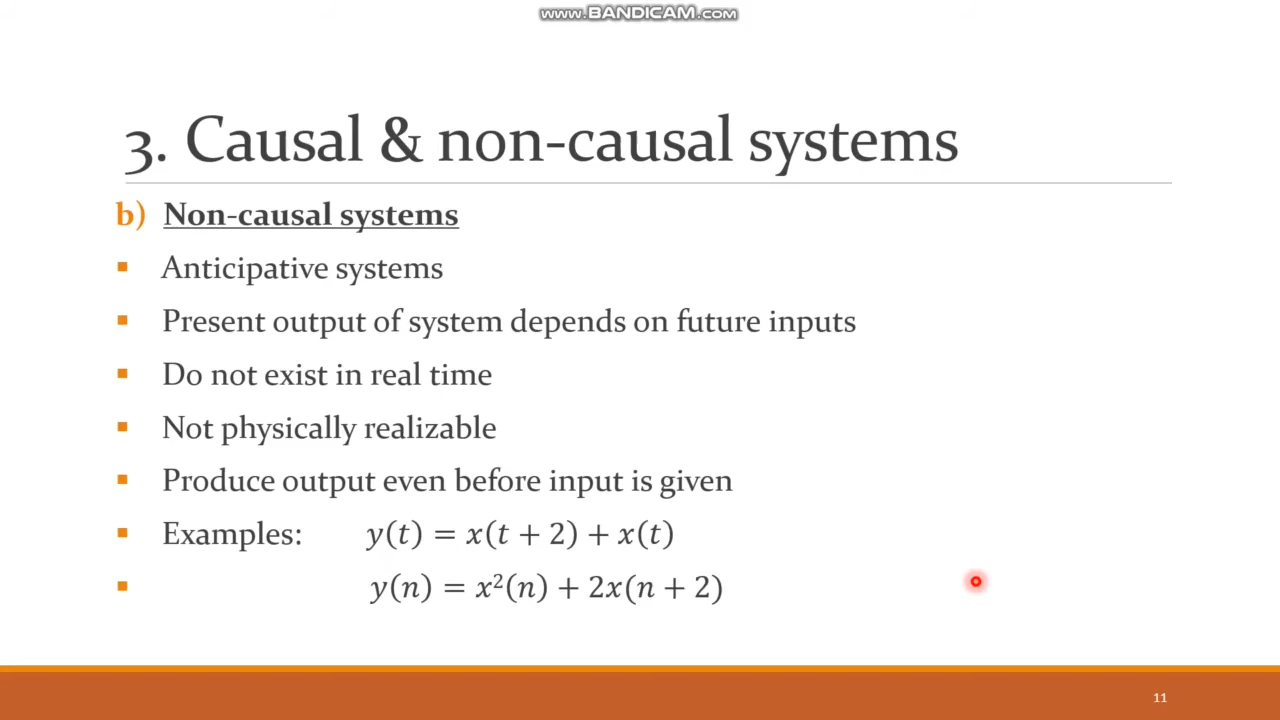 www.BANDICAM.com
3. Causal & non-causal systems
b) Non-causal systems
▪ Anticipative systems
▪ Present output of system depends on future inputs
▪ Do not exist in real time
▪ Not physically realizable
▪ Produce output even before input is given
▪ Examples: y(t) = x(t + 2) + x(t)
▪ y(n) = x²(n) + 2x(n + 2)
11